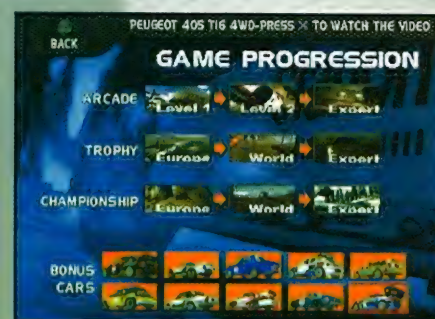 PEUGEOT 405 T16 4WD-PRESS X TO WATCH THE VIDEO
BACK
GAME PROGRESSION
ARCADE Level 1 Level 2 Expert
TROPHY Europe World Expert
CHAMPIONSHIP Europe World Expert
BONUS
CARS